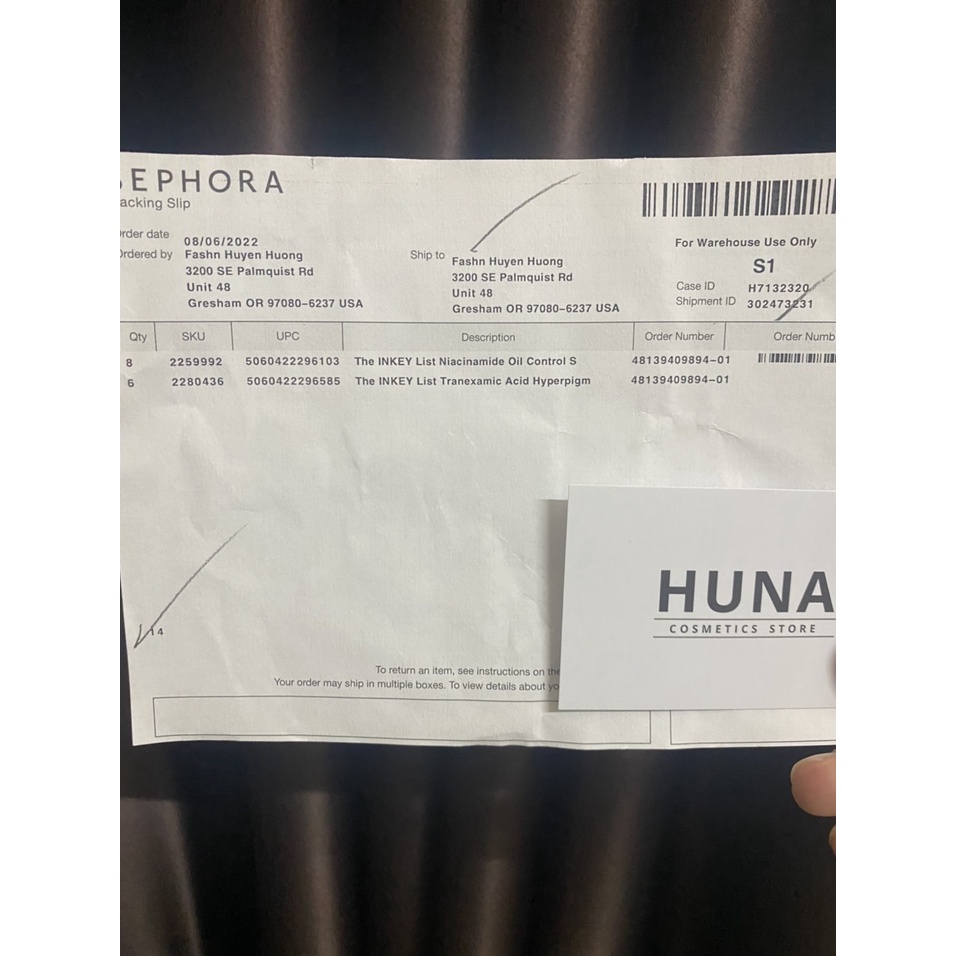 SEPHORA
Packing Slip
Order date 08/06/2022
Ordered by Fashn Huyen Huong
3200 SE Palmquist Rd
Unit 48
Gresham OR 97080-6237 USA
Ship to Fashn Huyen Huong
3200 SE Palmquist Rd
Unit 48
Gresham OR 97080-6237 USA
For Warehouse Use Only
S1
Case ID H7132320
Shipment ID 302473231
Qty SKU UPC Description Order Number Order Numb
8 2259992 5060422296103 The INKEY List Niacinamide Oil Control S 48139409894-01
6 2280436 5060422296585 The INKEY List Tranexamic Acid Hyperpigm 48139409894-01
14
To return an item, see instructions on the
Your order may ship in multiple boxes. To view details about yo
HUNA
COSMETICS STORE